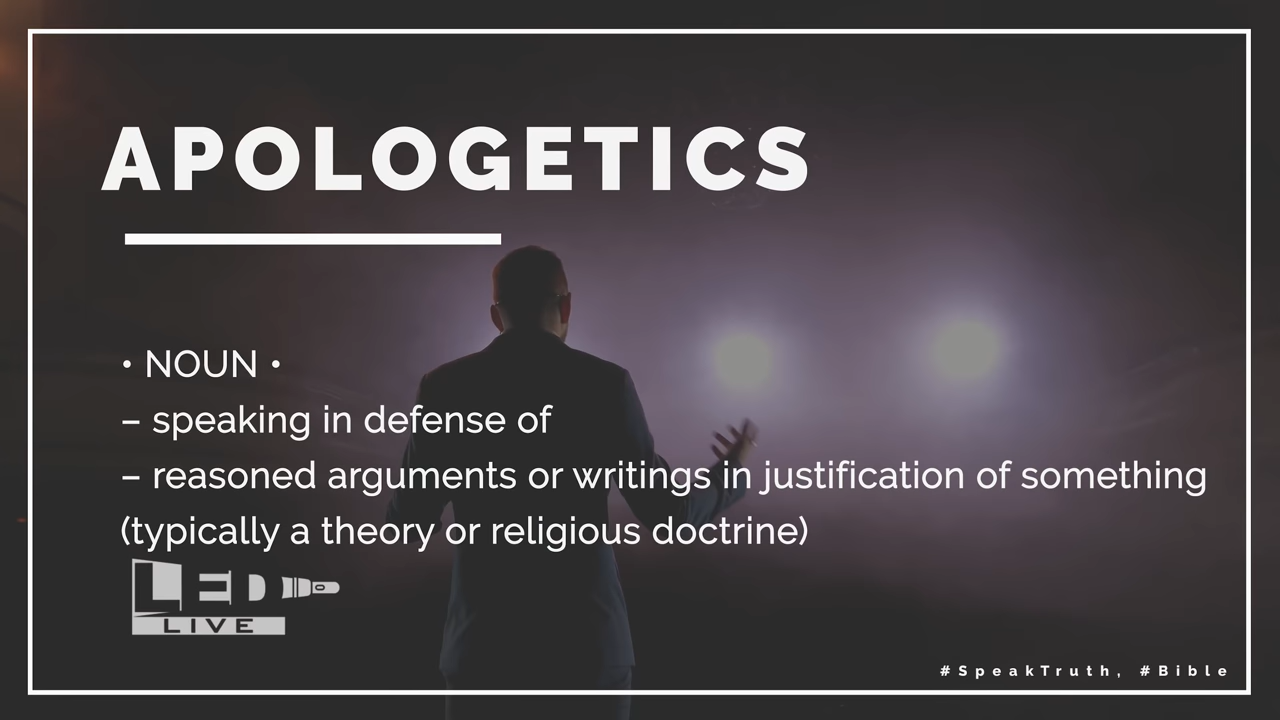 APOLOGETICS
• NOUN •
– speaking in defense of
– reasoned arguments or writings in justification of something
(typically a theory or religious doctrine)
LED
LIVE
#SpeakTruth, #Bible